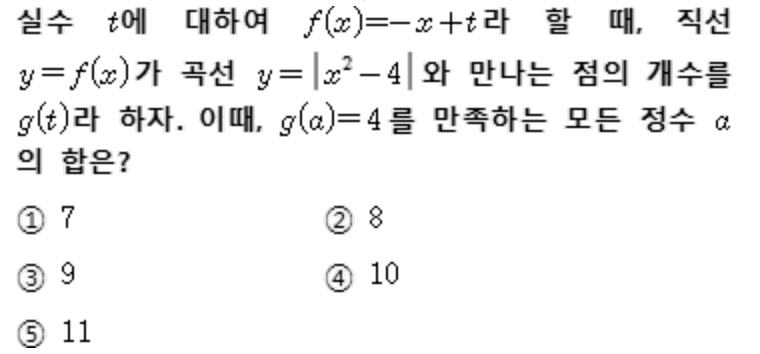 실수 t에 대하여 f(x)=-x+t라 할 때, 직선
y=f(x)가 곡선 y=|x²-4|와 만나는 점의 개수를
g(t)라 하자. 이때, g(a)=4를 만족하는 모든 정수 a
의 합은?
① 7 ② 8
③ 9 ④ 10
⑤ 11